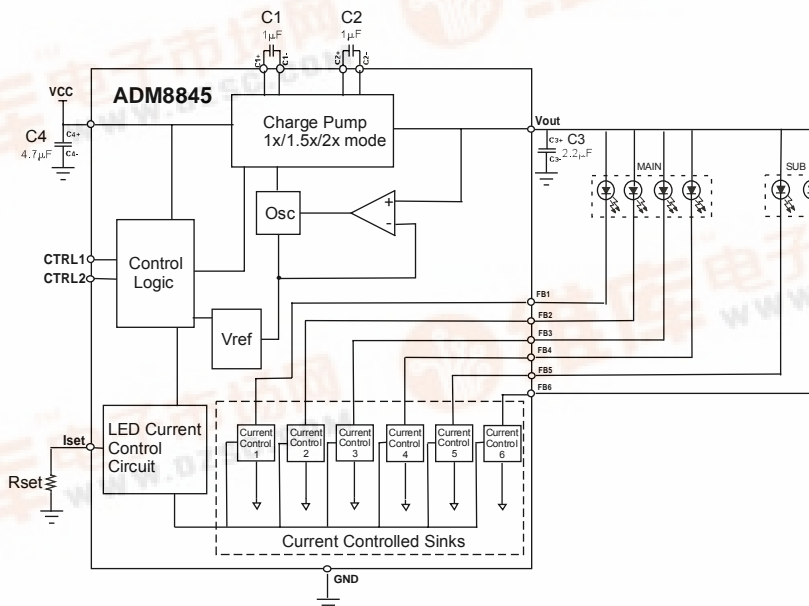 C1
1µF
C2
1µF
C1+
C1-
C2+
C2-
ADM8845
VCC
C4
4.7µF
C4+
C4-
Charge Pump
1x/1.5x/2x mode
Vout
C3+
C3-
C3
2.2µF
MAIN
SUB
Osc
+
-
CTRL1
CTRL2
Control
Logic
Vref
FB1
FB2
FB3
FB4
FB5
FB6
Iset
Rset
LED Current
Control
Circuit
Current
Control
1
Current
Control
2
Current
Control
3
Current
Control
4
Current
Control
5
Current
Control
6
Current Controlled Sinks
GND